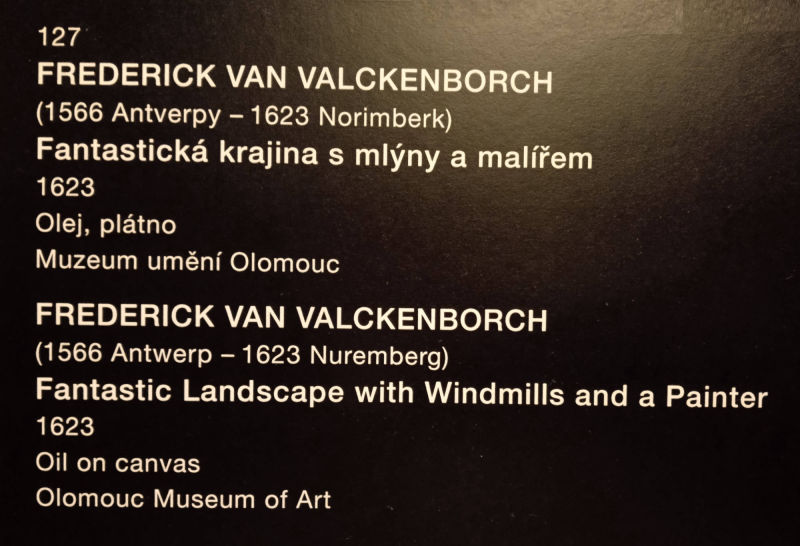 127
FREDERICK VAN VALCKENBORCH
(1566 Antverpy – 1623 Norimberk)
Fantastická krajina s mlýny a malířem
1623
Olej, plátno
Muzeum umění Olomouc
FREDERICK VAN VALCKENBORCH
(1566 Antwerp – 1623 Nuremberg)
Fantastic Landscape with Windmills and a Painter
1623
Oil on canvas
Olomouc Museum of Art